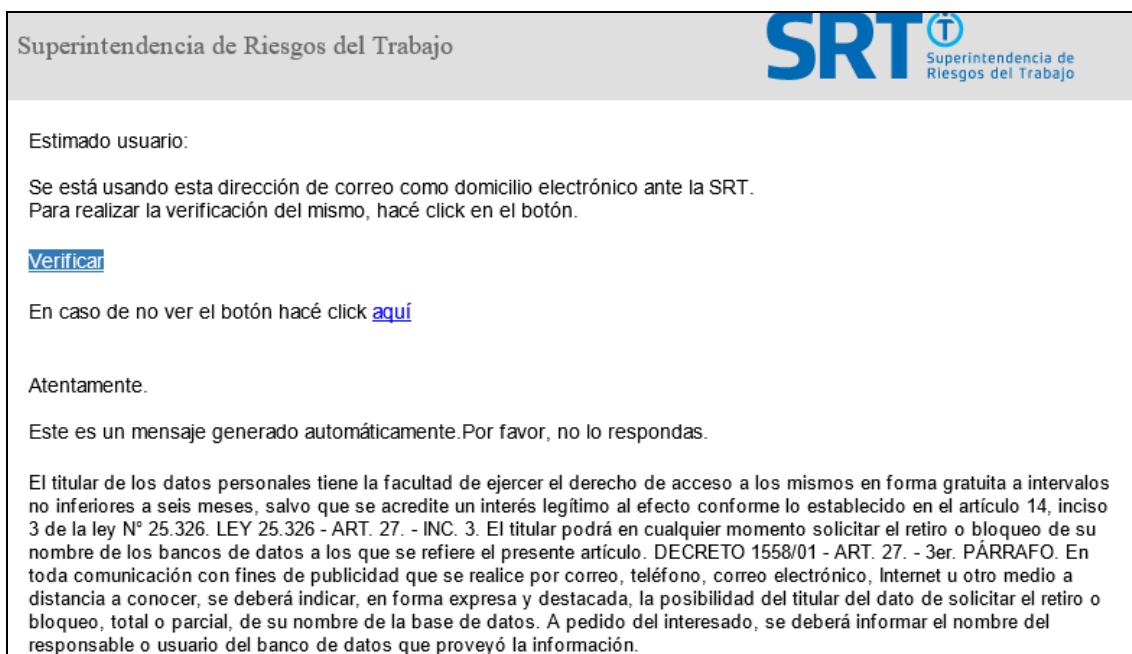 Superintendencia de Riesgos del Trabajo
SRT
Superintendencia de
Riesgos del Trabajo
Estimado usuario:
Se está usando esta dirección de correo como domicilio electrónico ante la SRT.
Para realizar la verificación del mismo, hacé click en el botón.
Verificar
En caso de no ver el botón hacé click aquí
Atentamente.
Este es un mensaje generado automáticamente.Por favor, no lo respondas.
El titular de los datos personales tiene la facultad de ejercer el derecho de acceso a los mismos en forma gratuita a intervalos
no inferiores a seis meses, salvo que se acredite un interés legítimo al efecto conforme lo establecido en el artículo 14, inciso
3 de la ley N° 25.326. LEY 25.326 - ART. 27. - INC. 3. El titular podrá en cualquier momento solicitar el retiro o bloqueo de su
nombre de los bancos de datos a los que se refiere el presente artículo. DECRETO 1558/01 - ART. 27. - 3er. PÁRRAFO. En
toda comunicación con fines de publicidad que se realice por correo, teléfono, correo electrónico, Internet u otro medio a
distancia a conocer, se deberá indicar, en forma expresa y destacada, la posibilidad del titular del dato de solicitar el retiro o
bloqueo, total o parcial, de su nombre de la base de datos. A pedido del interesado, se deberá informar el nombre del
responsable o usuario del banco de datos que proveyó la información.